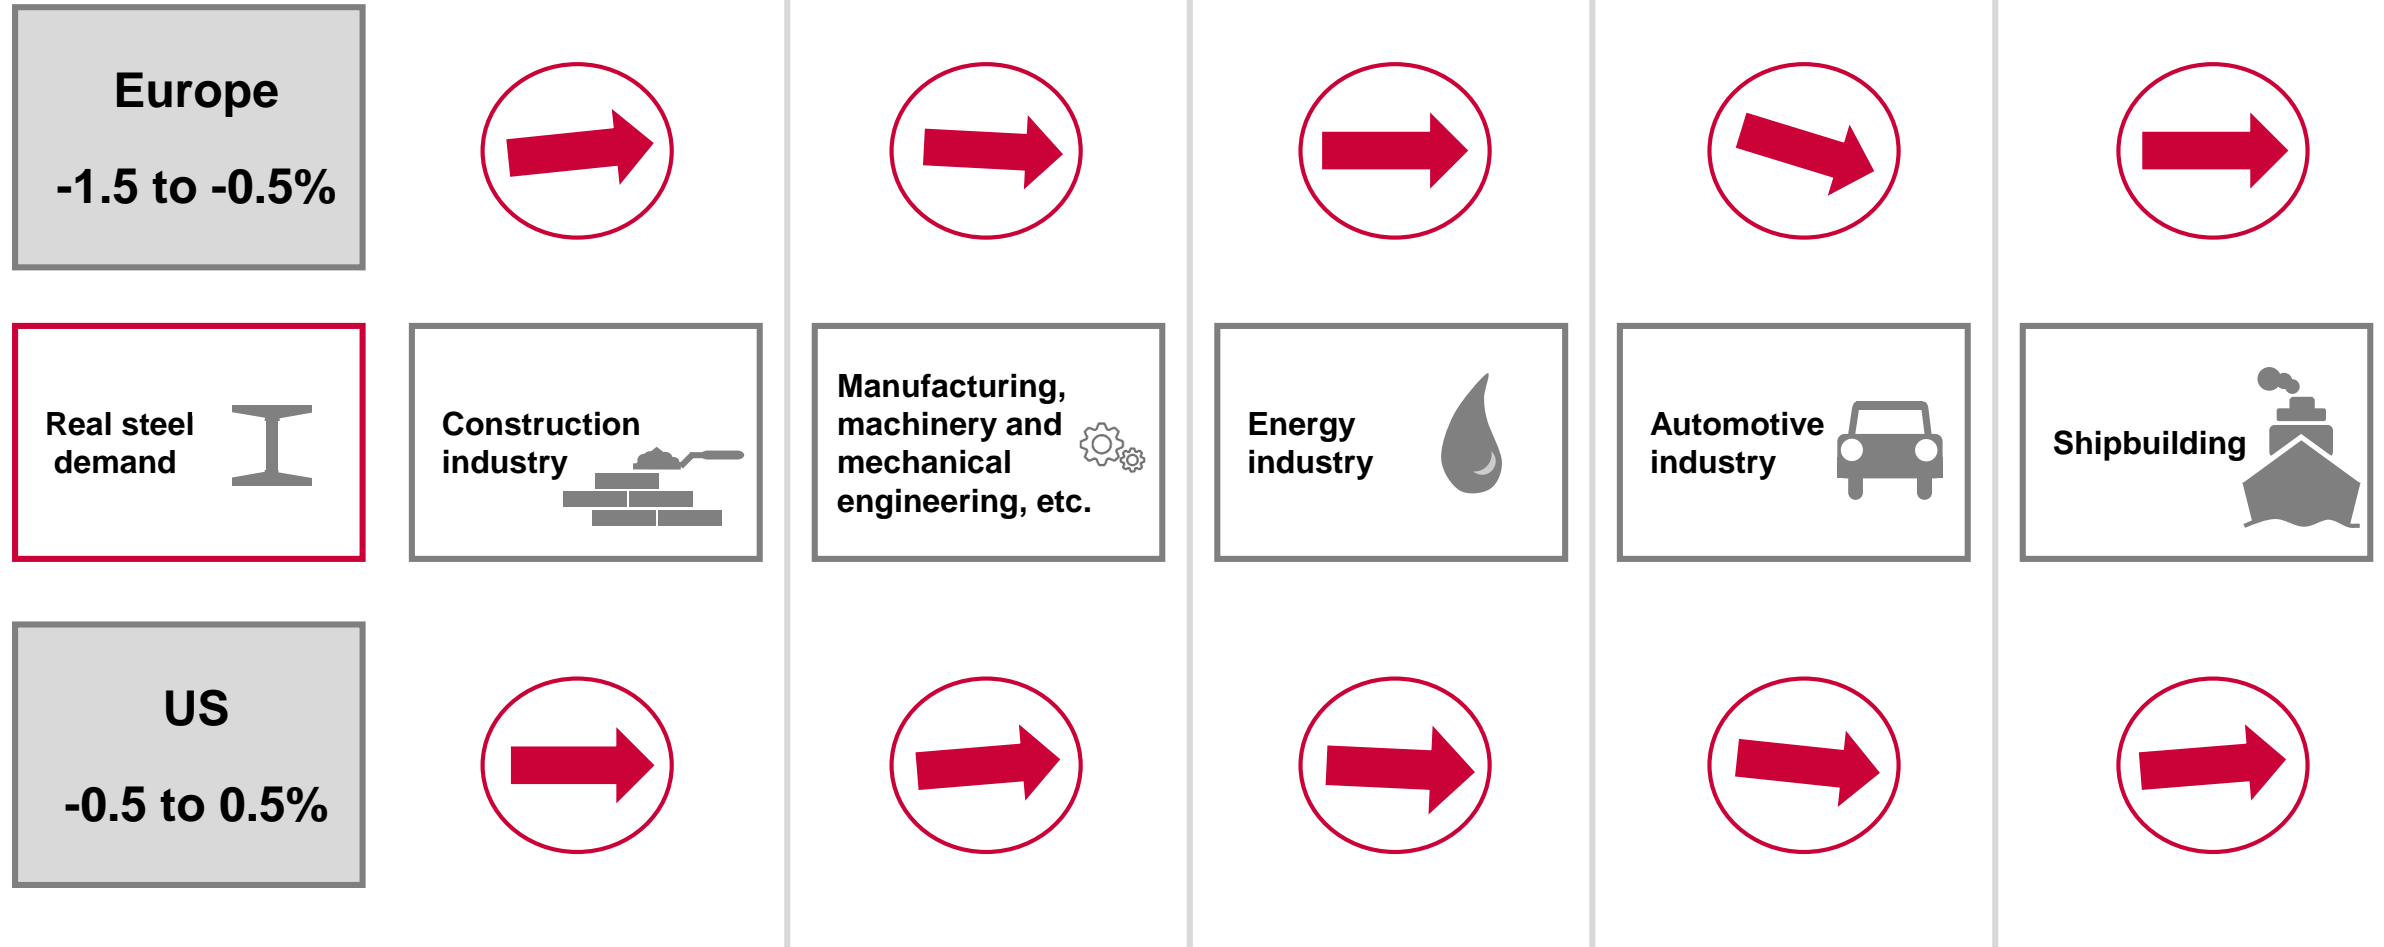 Europe
-1.5 to -0.5%
Real steel
demand
Construction
industry
Manufacturing,
machinery and
mechanical
engineering, etc.
Energy
industry
Automotive
industry
Shipbuilding
US
-0.5 to 0.5%